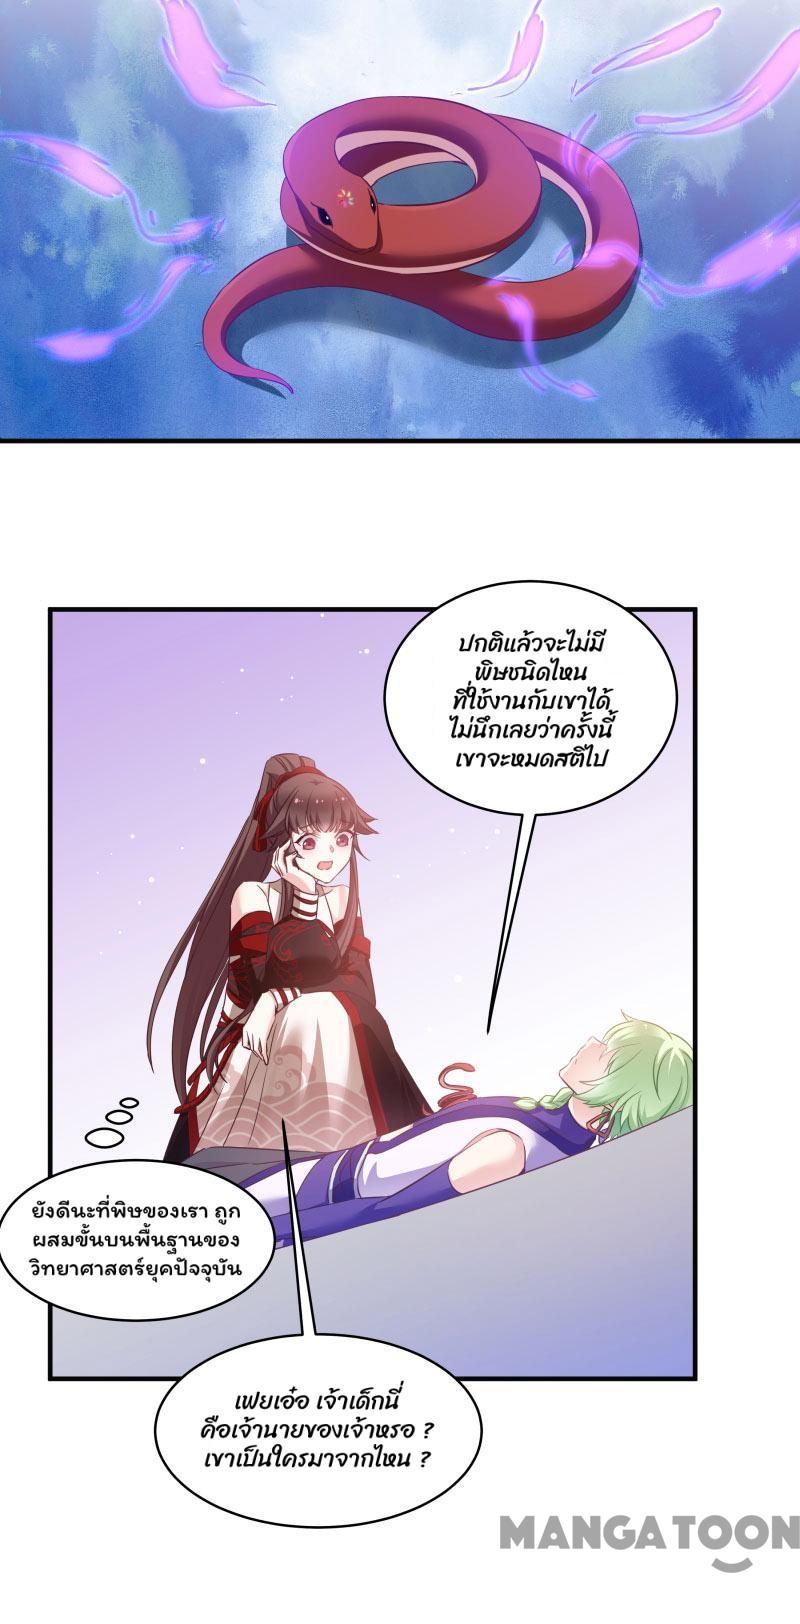 ปกติแล้วจะไม่มี
พิษชนิดไหน
ที่ใช้งานกับเขาได้
ไม่นึกเลยว่าครั้งนี้
เขาจะหมดสติไป
ยังดีนะที่พิษของเรา ถูก
ผสมขั้นบนพื้นฐานของ
วิทยาศาสตร์ยุคปัจจุบัน
เฟยเอ๋อ เจ้าเด็กนี่
คือเจ้านายของเจ้าหรอ ?
เขาเป็นใครมาจากไหน ?
MANGATOON